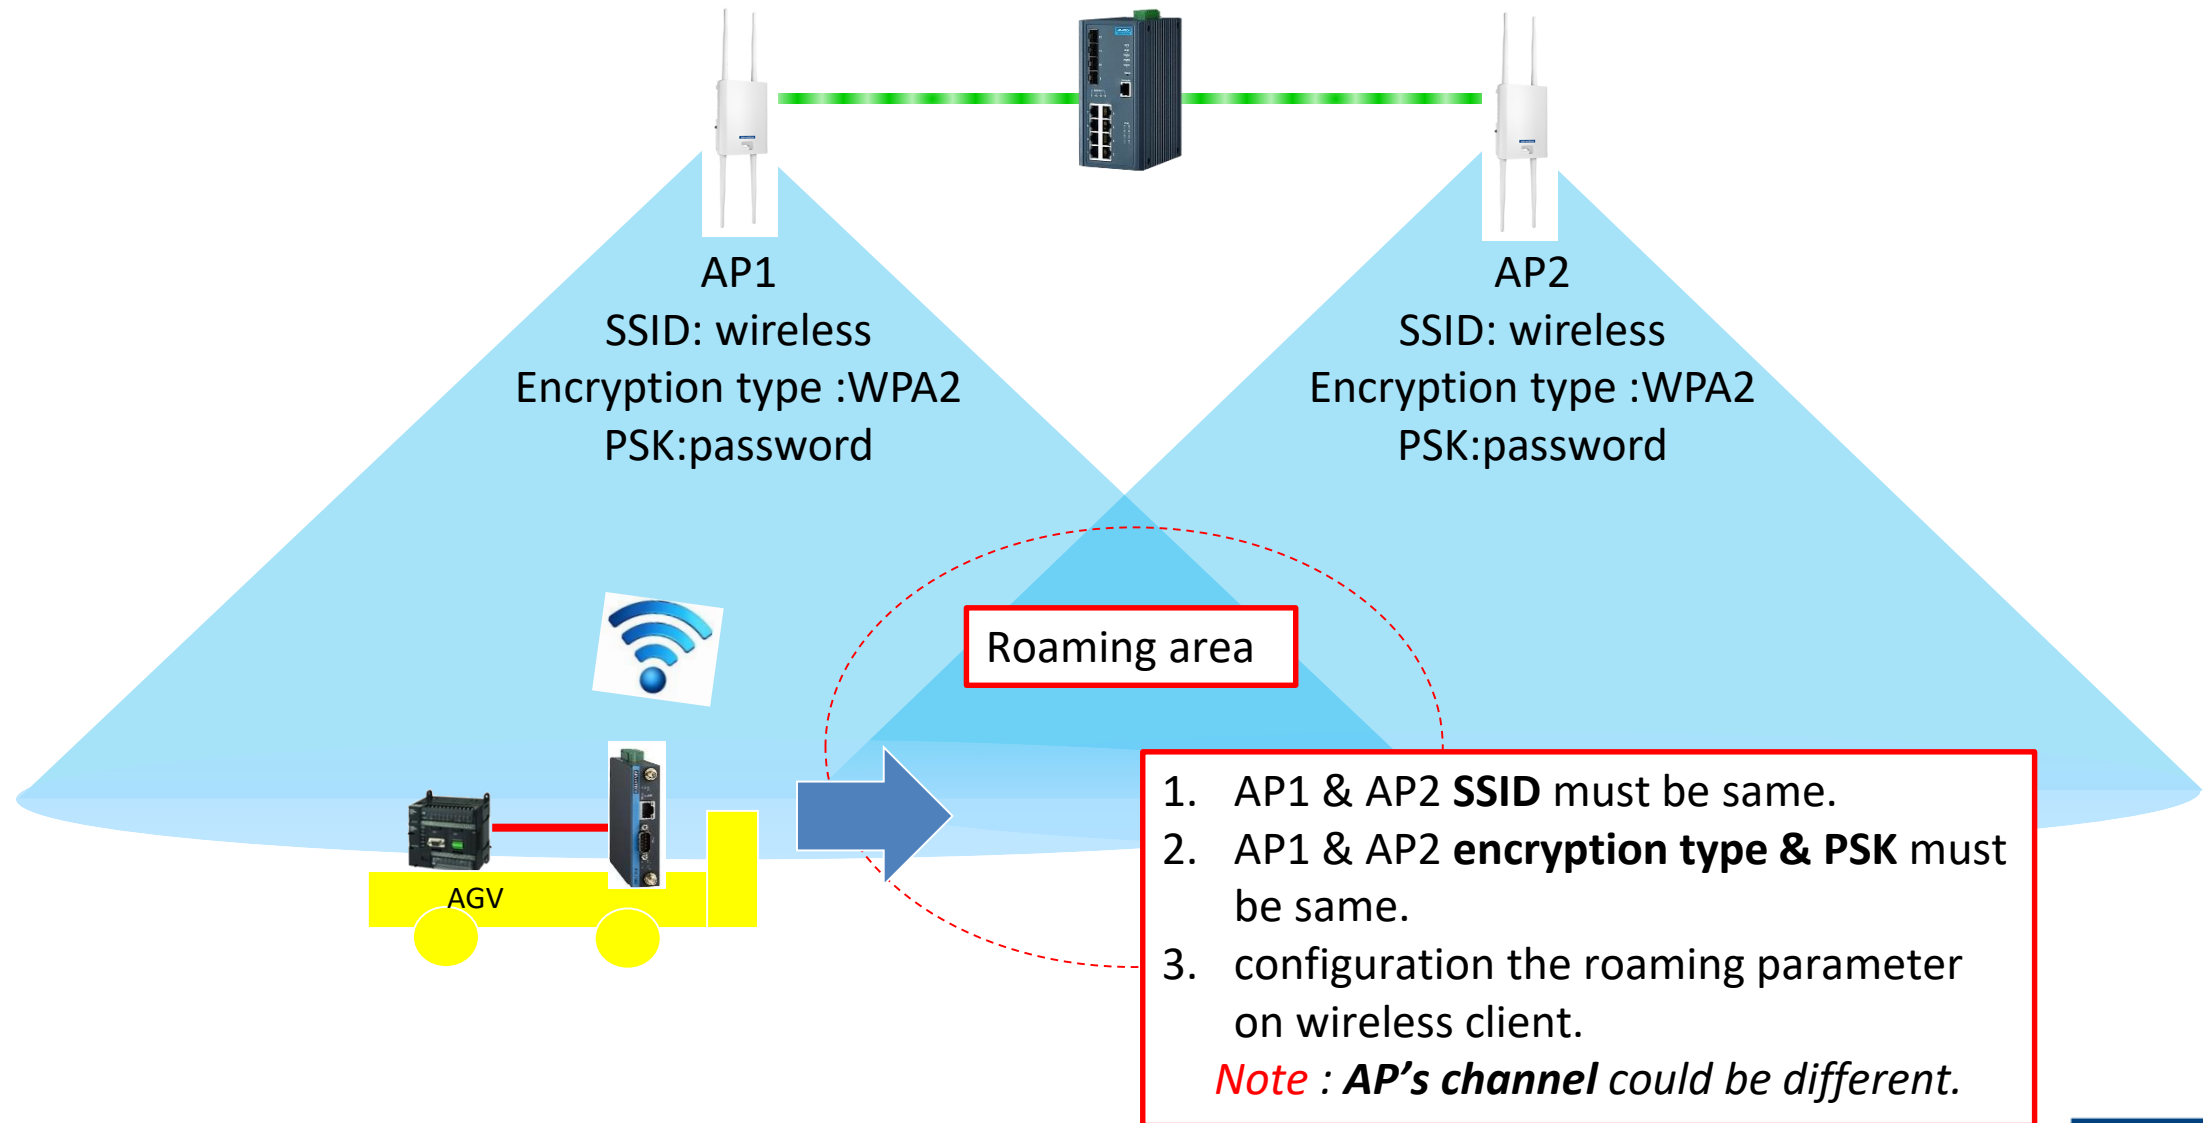 AP1
SSID: wireless
Encryption type :WPA2
PSK:password
AP2
SSID: wireless
Encryption type :WPA2
PSK:password
Roaming area
AGV
1. AP1 & AP2 SSID must be same.
2. AP1 & AP2 encryption type & PSK must
be same.
3. configuration the roaming parameter
on wireless client.
Note : AP’s channel could be different.